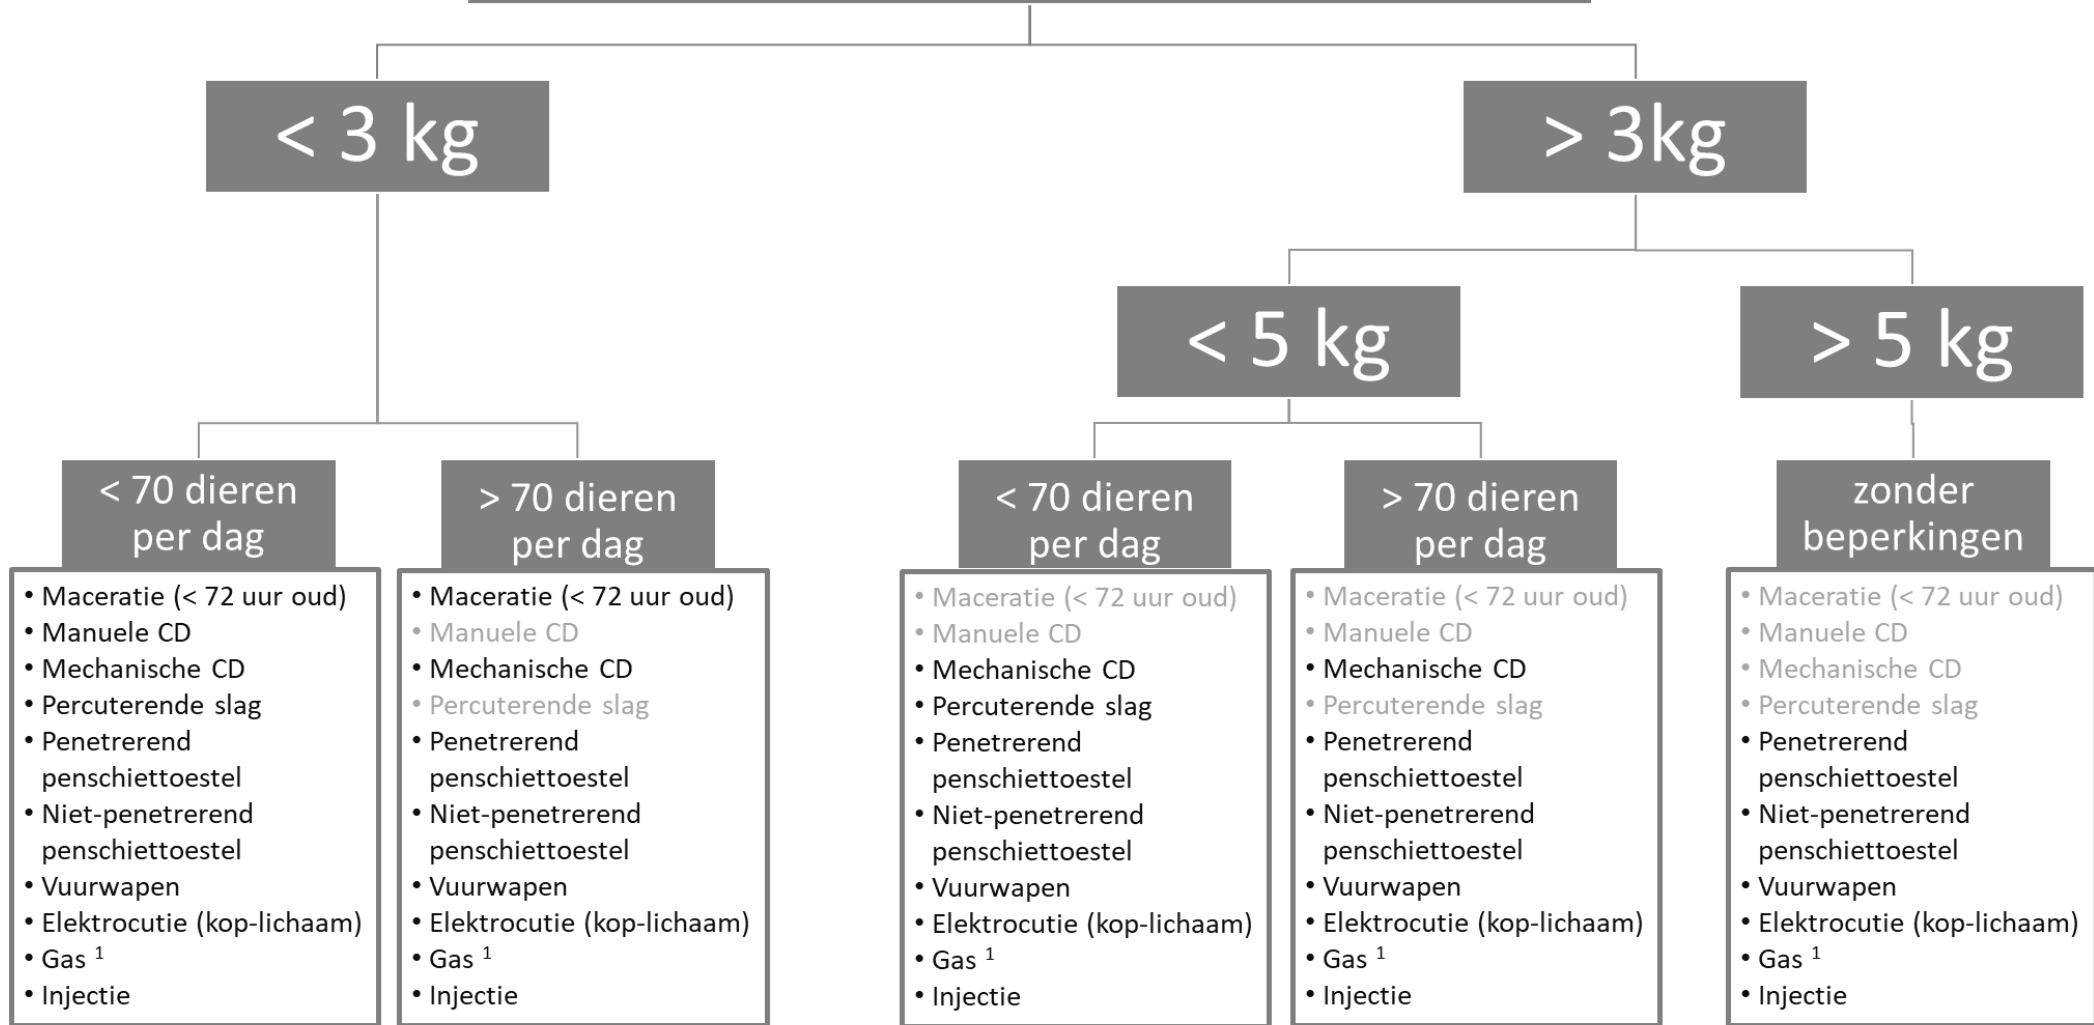 < 3 kg
> 3kg
< 5 kg
> 5 kg
< 70 dieren
per dag
• Maceratie (< 72 uur oud)
• Manuele CD
• Mechanische CD
• Percuterende slag
• Penetrerend
penschiettoestel
• Niet-penetrerend
penschiettoestel
• Vuurwapen
• Elektrocutie (kop-lichaam)
• Gas ¹
• Injectie
> 70 dieren
per dag
• Maceratie (< 72 uur oud)
• Manuele CD
• Mechanische CD
• Percuterende slag
• Penetrerend
penschiettoestel
• Niet-penetrerend
penschiettoestel
• Vuurwapen
• Elektrocutie (kop-lichaam)
• Gas ¹
• Injectie
< 70 dieren
per dag
• Maceratie (< 72 uur oud)
• Manuele CD
• Mechanische CD
• Percuterende slag
• Penetrerend
penschiettoestel
• Niet-penetrerend
penschiettoestel
• Vuurwapen
• Elektrocutie (kop-lichaam)
• Gas ¹
• Injectie
> 70 dieren
per dag
• Maceratie (< 72 uur oud)
• Manuele CD
• Mechanische CD
• Percuterende slag
• Penetrerend
penschiettoestel
• Niet-penetrerend
penschiettoestel
• Vuurwapen
• Elektrocutie (kop-lichaam)
• Gas ¹
• Injectie
zonder
beperkingen
• Maceratie (< 72 uur oud)
• Manuele CD
• Mechanische CD
• Percuterende slag
• Penetrerend
penschiettoestel
• Niet-penetrerend
penschiettoestel
• Vuurwapen
• Elektrocutie (kop-lichaam)
• Gas ¹
• Injectie